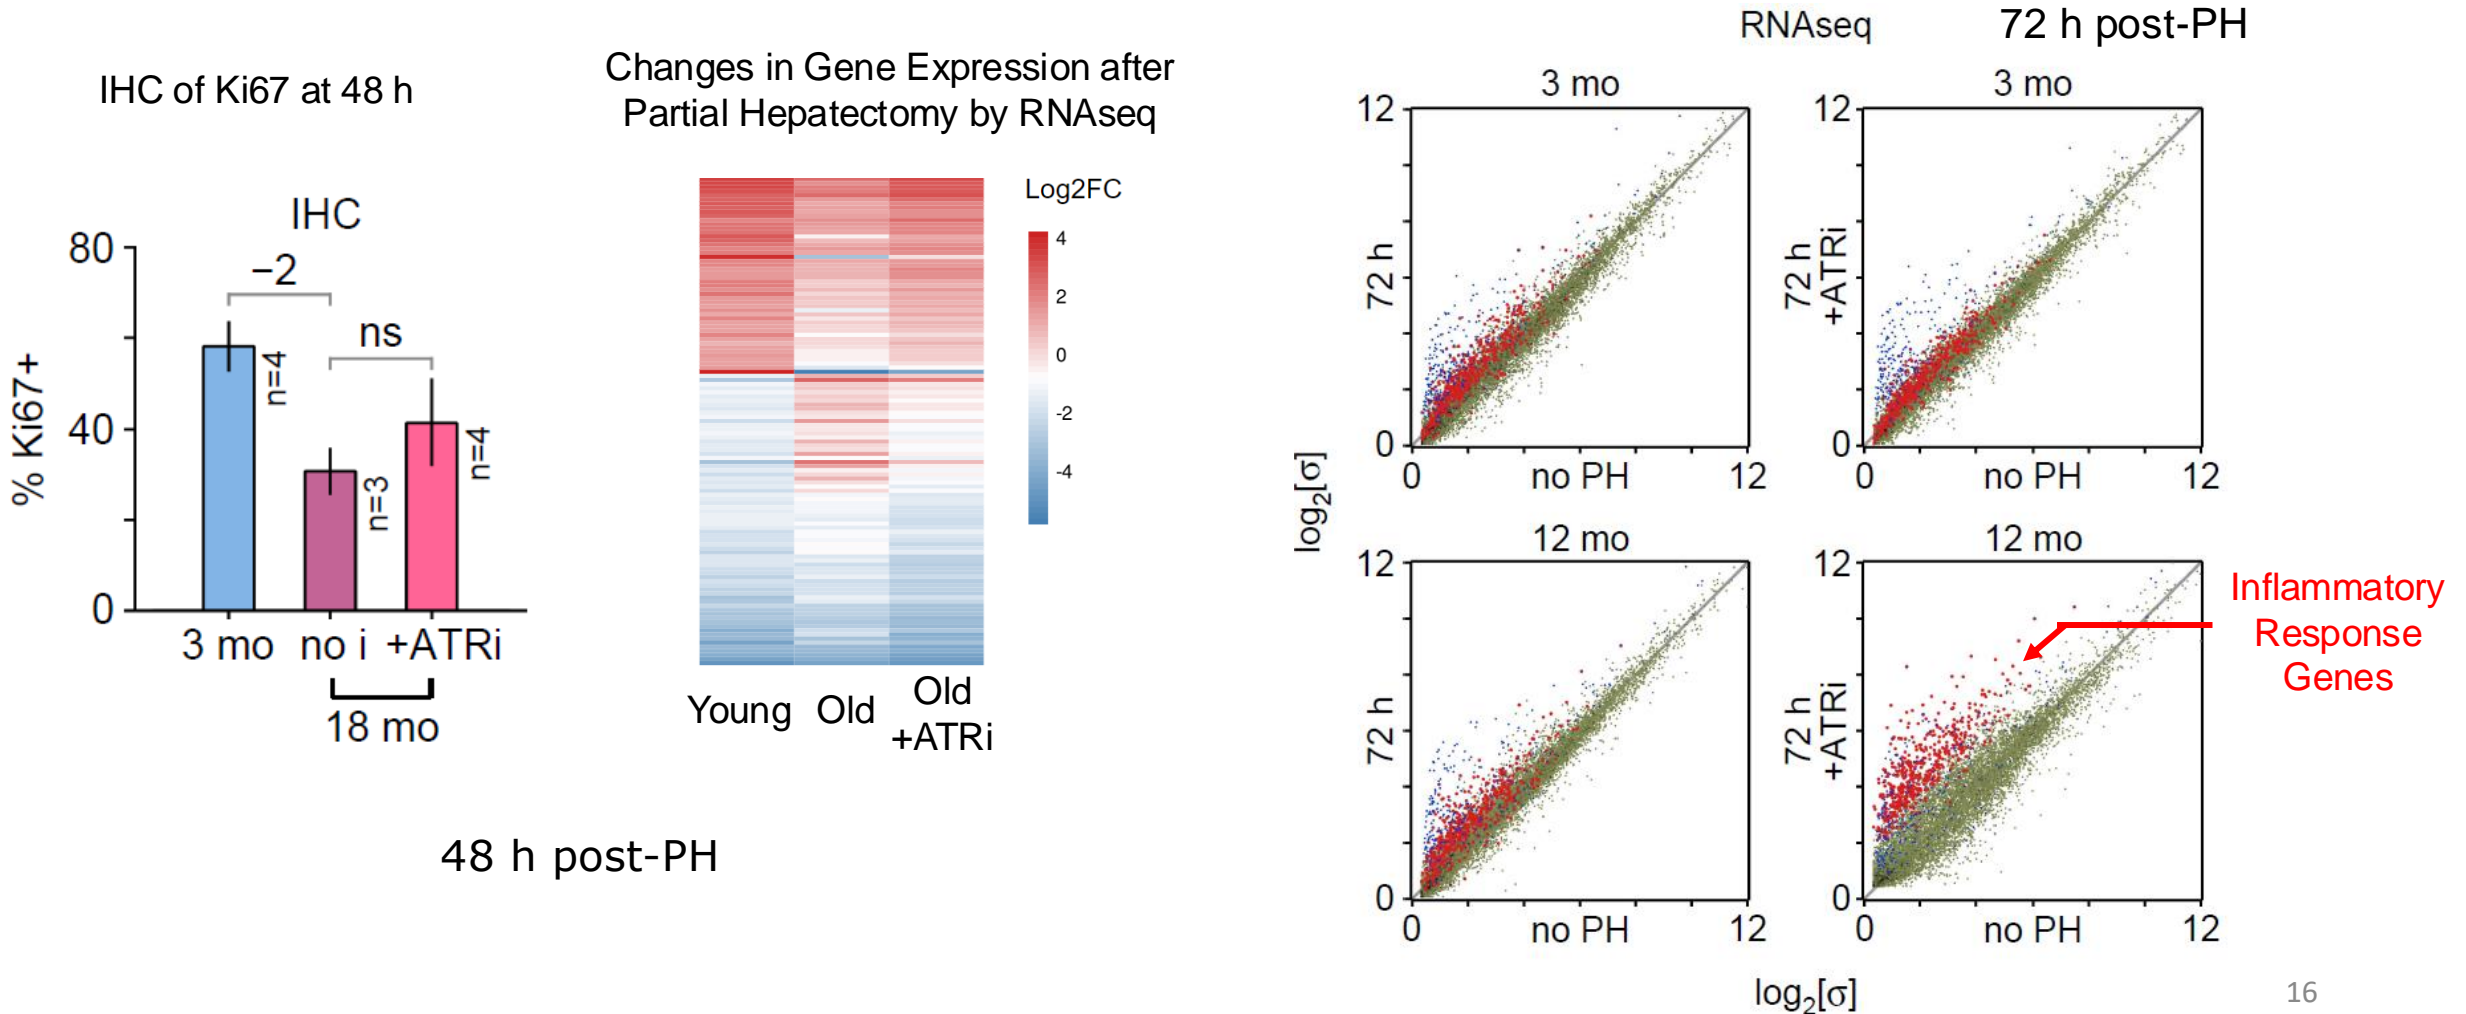 IHC of Ki67 at 48 h
IHC
80
40
0
% Ki67+
−2
ns
n=4
n=3
n=4
3 mo
no i
+ATRi
18 mo
Changes in Gene Expression after
Partial Hepatectomy by RNAseq
Log2FC
4
2
0
-2
-4
Young
Old
Old
+ATRi
48 h post-PH
RNAseq
72 h post-PH
3 mo
12
0
72 h
0
no PH
12
3 mo
12
0
72 h
+ATRi
0
no PH
12
log2[σ]
12 mo
12
0
72 h
0
no PH
12
12 mo
12
0
72 h
+ATRi
0
no PH
12
Inflammatory
Response
Genes
log2[σ]
16